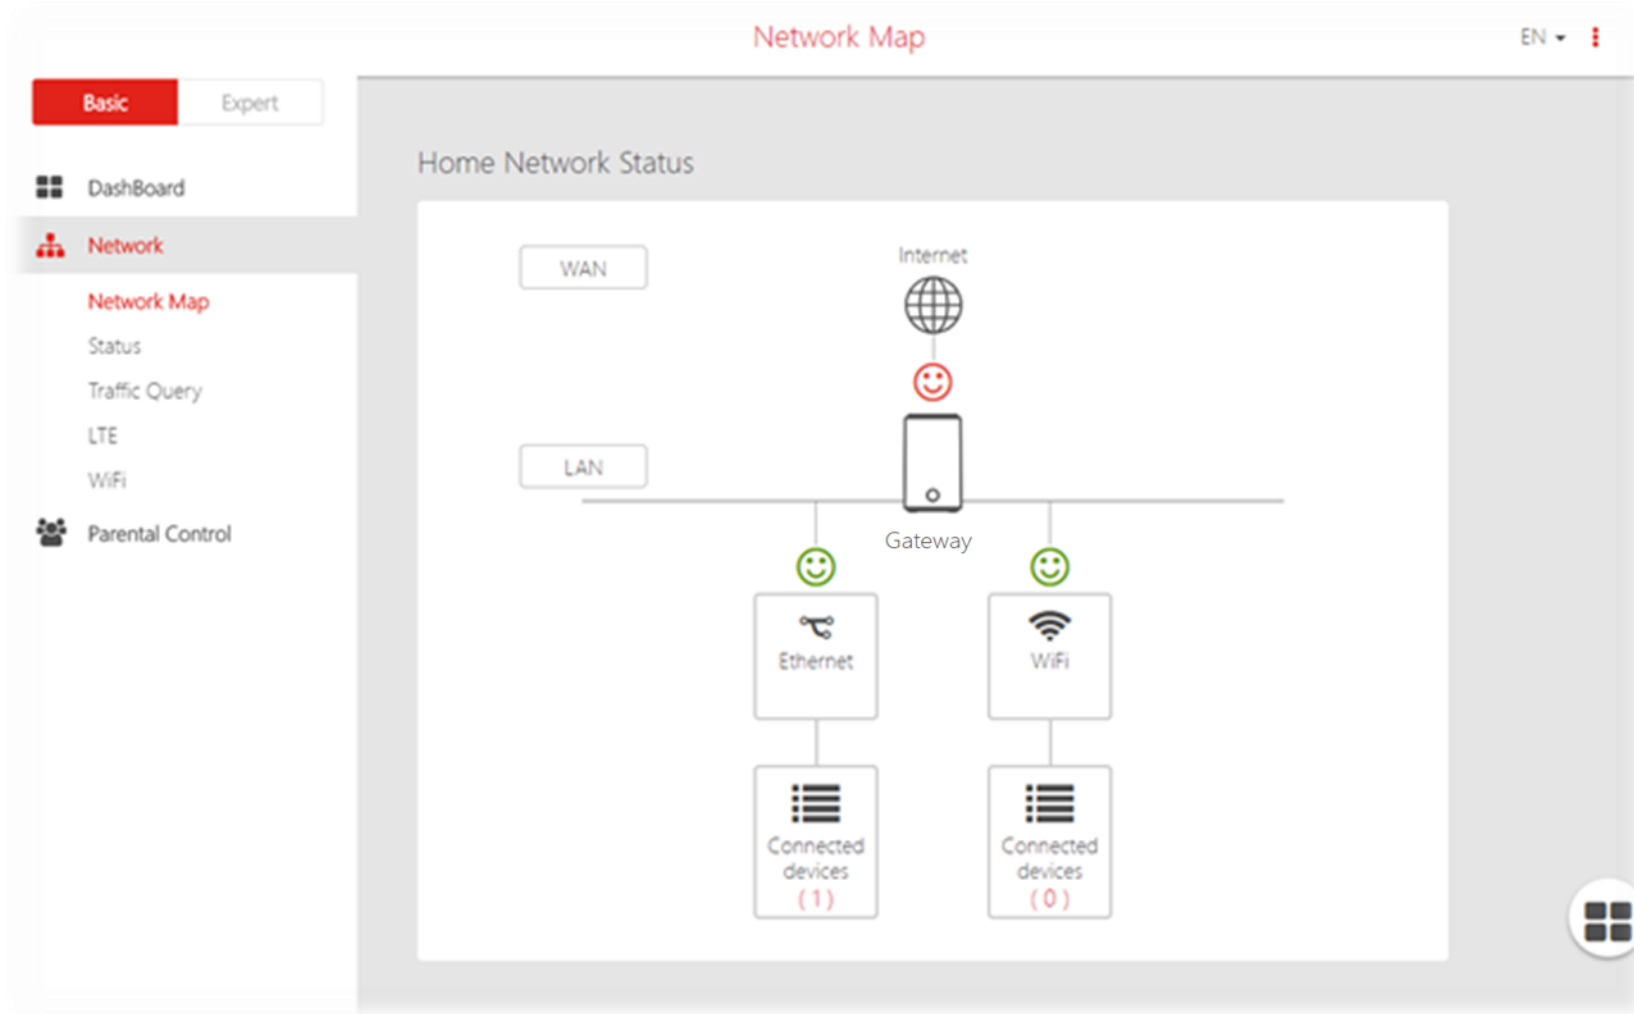 Network Map
EN
Basic
Expert
DashBoard
Network
Network Map
Status
Traffic Query
LTE
WiFi
Parental Control
Home Network Status
WAN
Internet
LAN
Gateway
Ethernet
WiFi
Connected
devices
( 1 )
Connected
devices
( 0 )